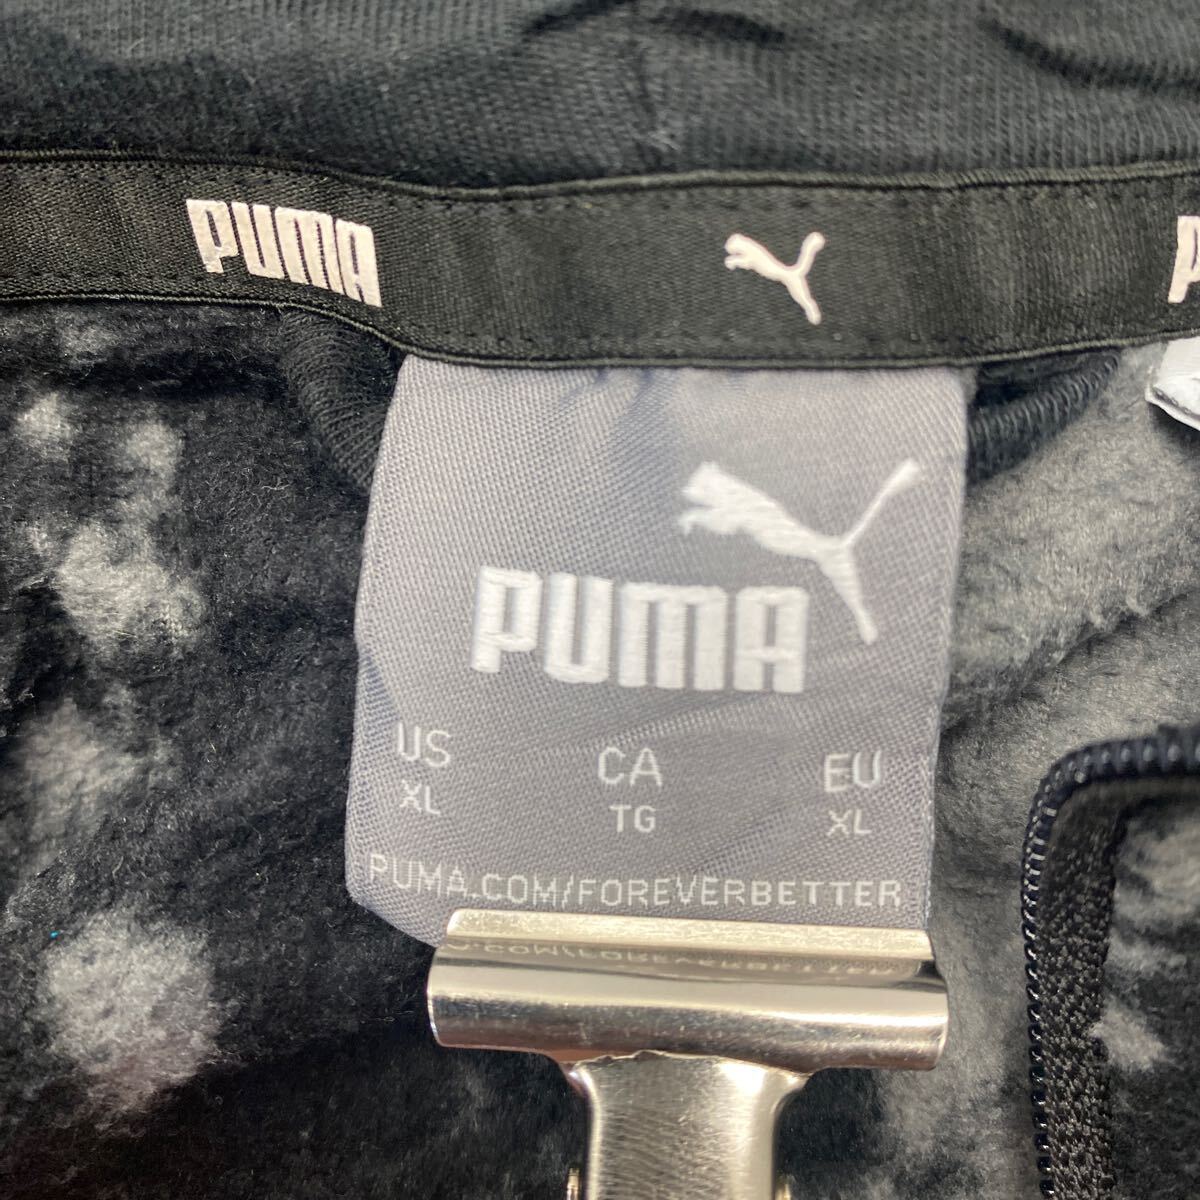 PUMA
PUMA
US CA EU
XL TG XL
PUMA.COM/FOREVERBETTER